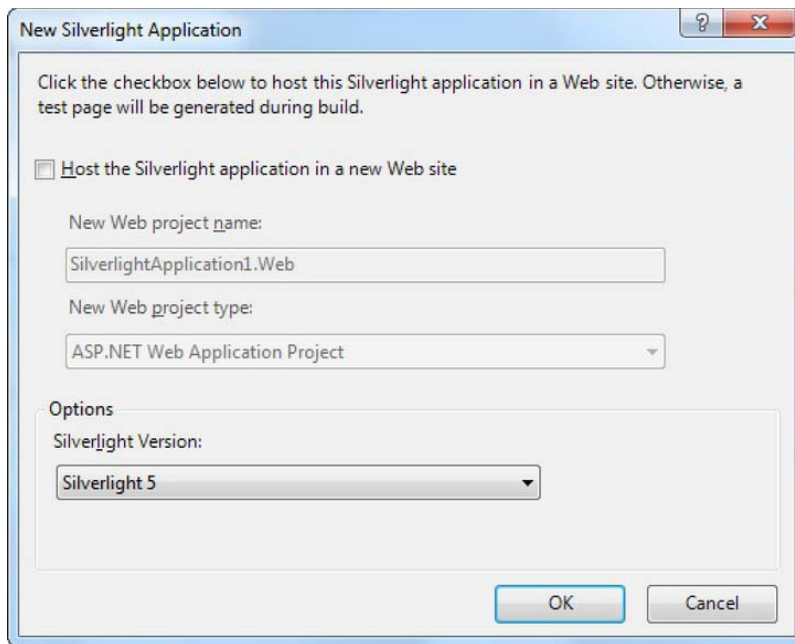 New Silverlight Application
?
Click the checkbox below to host this Silverlight application in a Web site. Otherwise, a
test page will be generated during build.
Host the Silverlight application in a new Web site
New Web project name:
SilverlightApplication1.Web
New Web project type:
ASP.NET Web Application Project
Options
Silverlight Version:
Silverlight 5
OK
Cancel